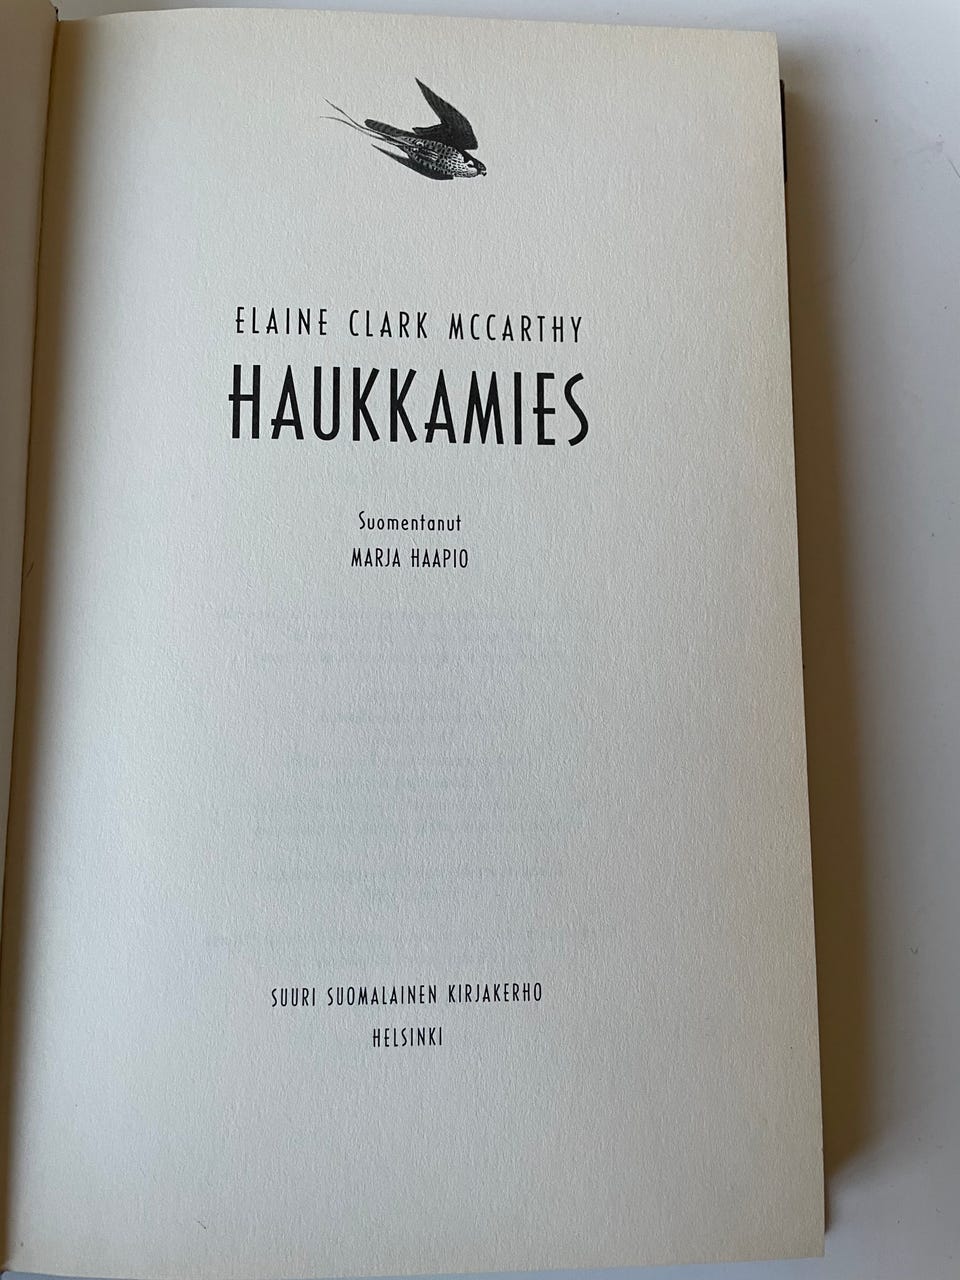 ELAINE CLARK MCCARTHY
HAUKKAMIES
Suomentanut
MARJA HAAPIO
SUURI SUOMALAINEN KIRJAKERHO
HELSINKI